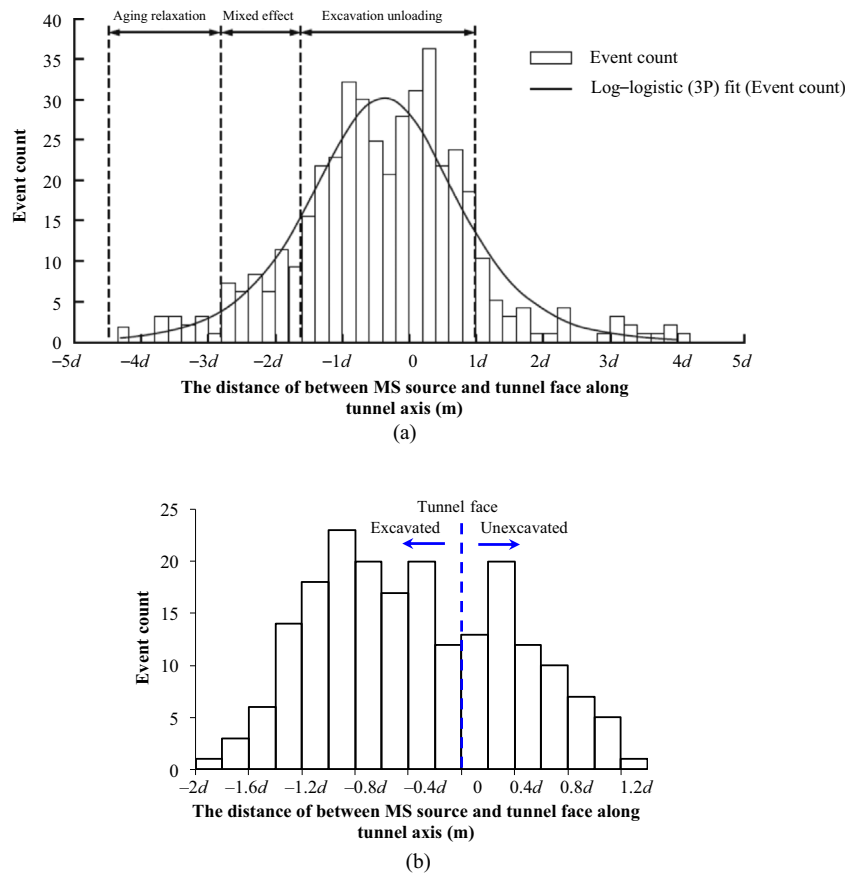 Aging relaxation Mixed effect Excavation unloading
40
35
30
25
20
15
10
5
0
Event count
Event count
Log−logistic (3P) fit (Event count)
−5d −4d −3d −2d −1d 0 1d 2d 3d 4d 5d
The distance of between MS source and tunnel face along
tunnel axis (m)
(a)
Tunnel face
Excavated Unexcavated
25
20
15
10
5
0
Event count
−2d −1.6d −1.2d −0.8d −0.4d 0 0.4d 0.8d 1.2d
The distance of between MS source and tunnel face along
tunnel axis (m)
(b)